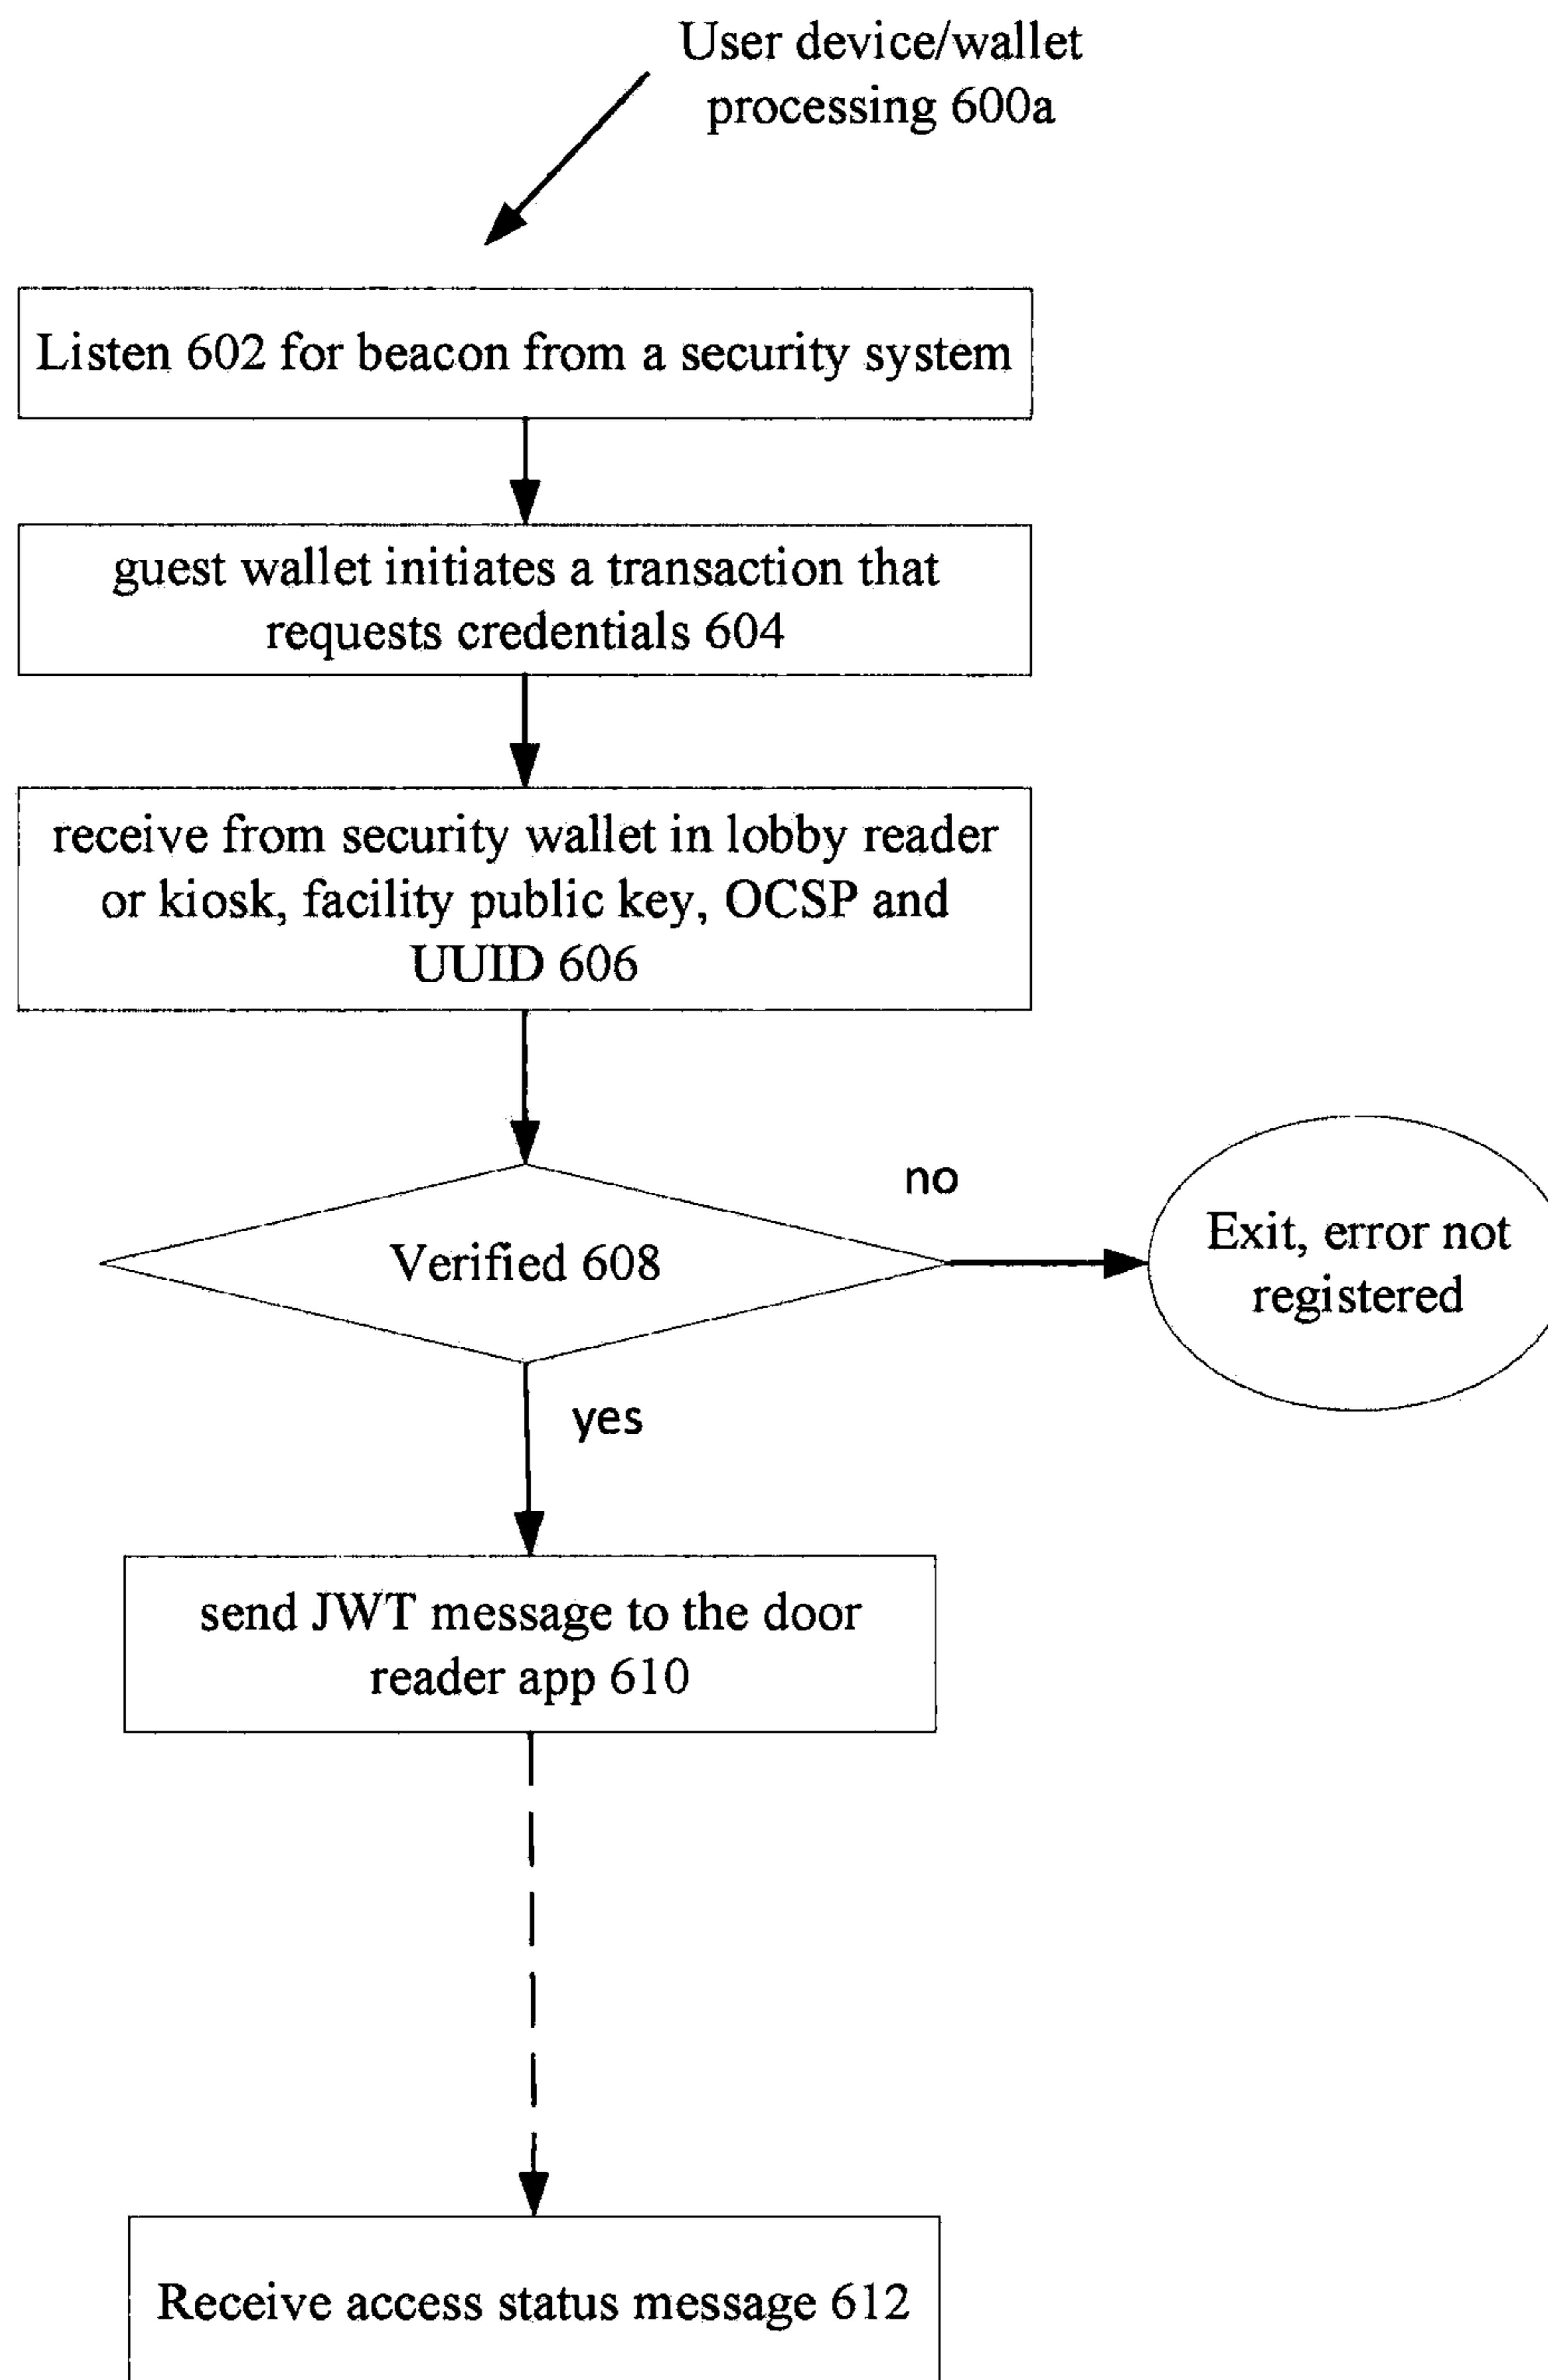 User device/wallet
processing 600a
Listen 602 for beacon from a security system
guest wallet initiates a transaction that
requests credentials 604
receive from security wallet in lobby reader
or kiosk, facility public key, OCSP and
UUID 606
no
Verified 608
Exit, error not
registered
yes
send JWT message to the door
reader app 610
Receive access status message 612